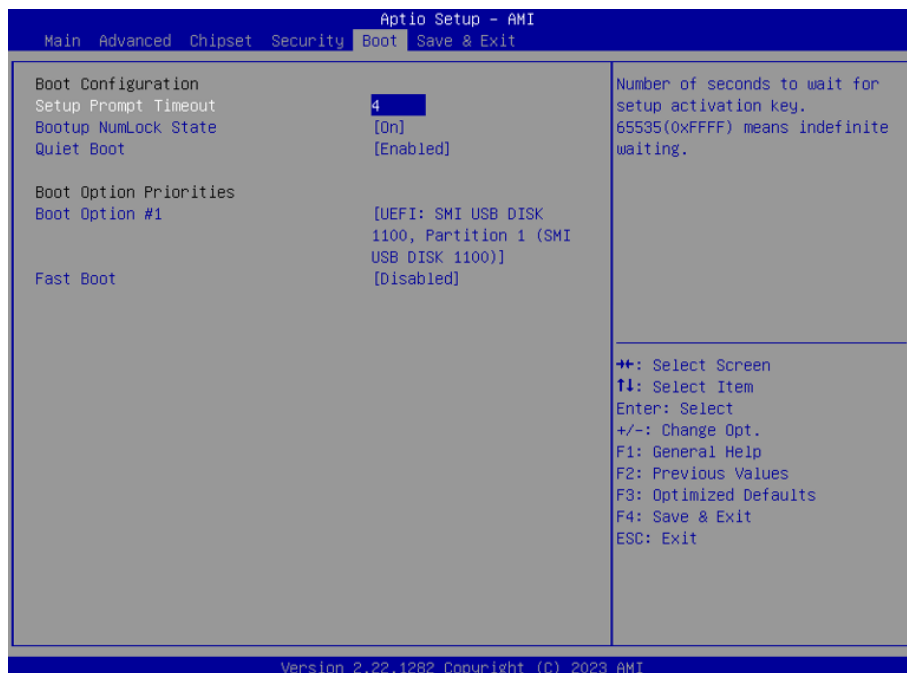 Aptio Setup – AMI
Main Advanced Chipset Security Boot Save & Exit
Boot Configuration
Setup Prompt Timeout 4
Bootup NumLock State [On]
Quiet Boot [Enabled]
Boot Option Priorities
Boot Option #1 [UEFI: SMI USB DISK
1100, Partition 1 (SMI
USB DISK 1100)]
Fast Boot [Disabled]
Number of seconds to wait for
setup activation key.
65535(0xFFFF) means indefinite
waiting.
→←: Select Screen
↑↓: Select Item
Enter: Select
+/-: Change Opt.
F1: General Help
F2: Previous Values
F3: Optimized Defaults
F4: Save & Exit
ESC: Exit
Version 2.22.1282 Copyright (C) 2023 AMI